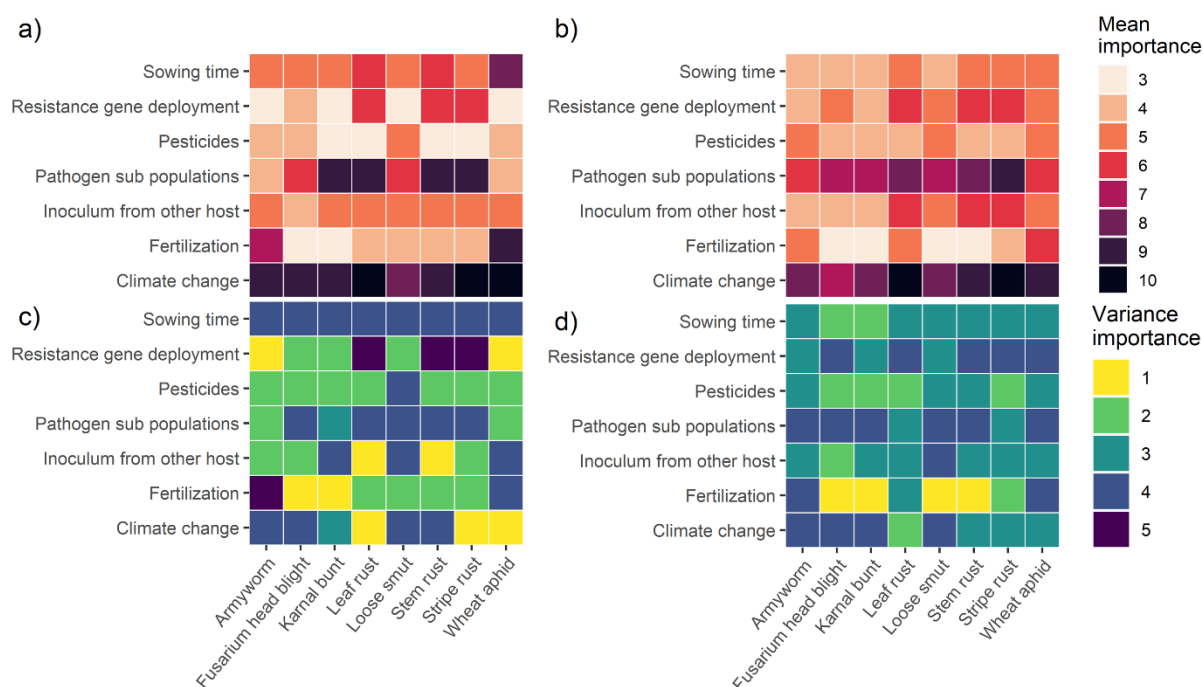 a)
Sowing time
Resistance gene deployment
Pesticides
Pathogen sub populations
Inoculum from other host
Fertilization
Climate change
b)
Sowing time
Resistance gene deployment
Pesticides
Pathogen sub populations
Inoculum from other host
Fertilization
Climate change
Mean
importance
3
4
5
6
7
8
9
10
c)
Sowing time
Resistance gene deployment
Pesticides
Pathogen sub populations
Inoculum from other host
Fertilization
Climate change
Armyworm
Fusarium head blight
Karnal bunt
Leaf rust
Loose smut
Stem rust
Stripe rust
Wheat aphid
d)
Sowing time
Resistance gene deployment
Pesticides
Pathogen sub populations
Inoculum from other host
Fertilization
Climate change
Armyworm
Fusarium head blight
Karnal bunt
Leaf rust
Loose smut
Stem rust
Stripe rust
Wheat aphid
Variance
importance
1
2
3
4
5